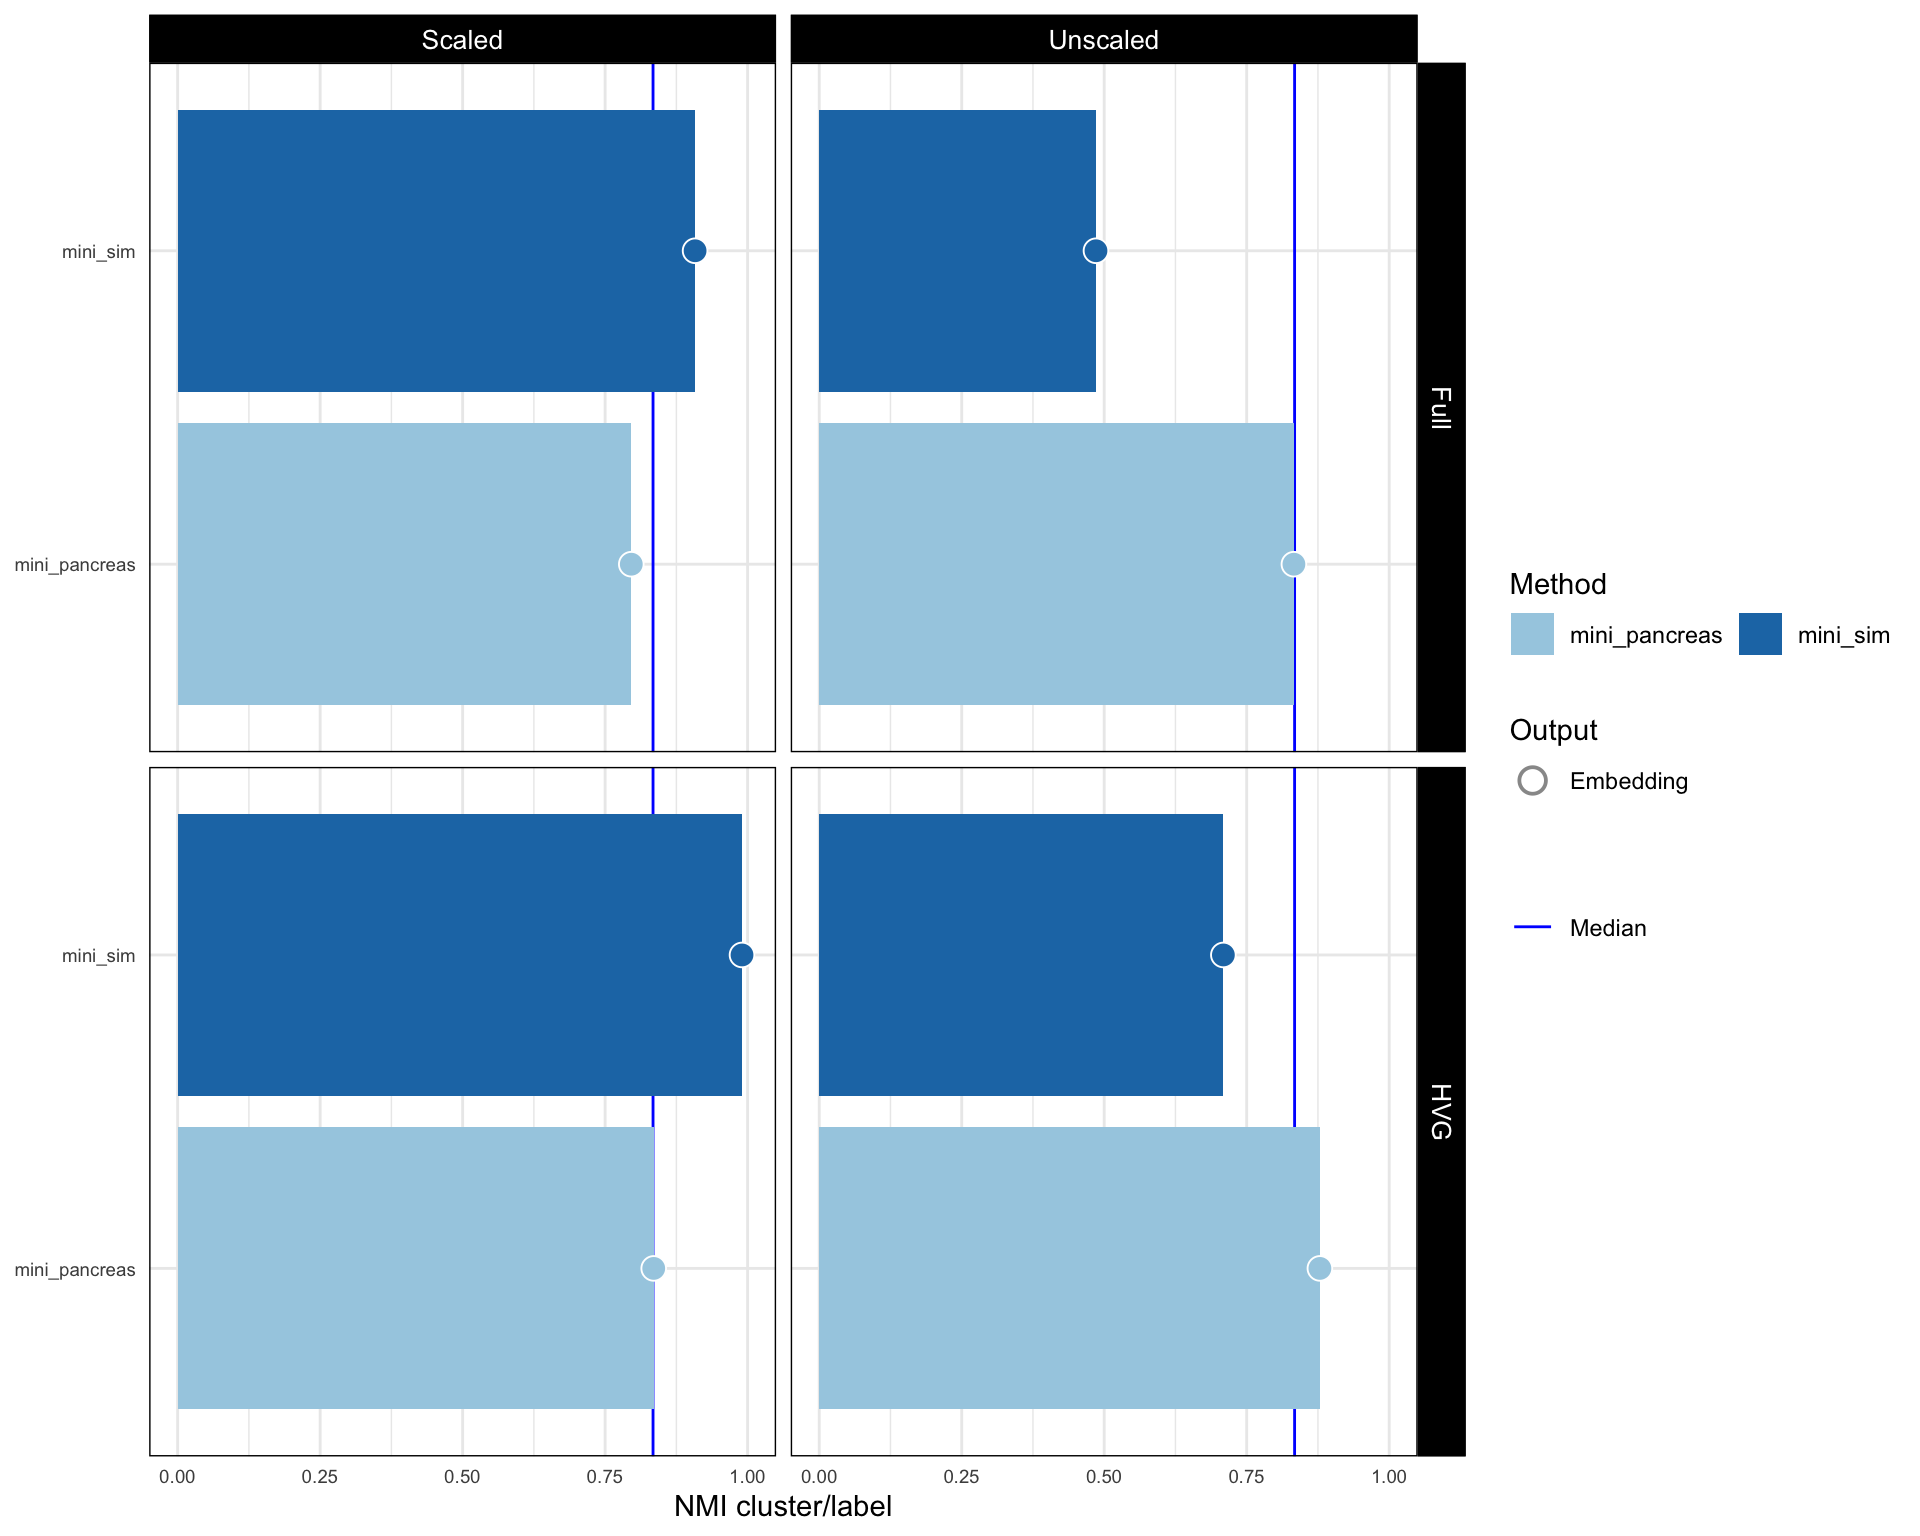 Scaled
Unscaled
Full
mini_sim
mini_pancreas
HVG
mini_sim
mini_pancreas
0.00 0.25 0.50 0.75 1.00
0.00 0.25 0.50 0.75 1.00
NMI cluster/label
Method
mini_pancreas
mini_sim
Output
Embedding
Median